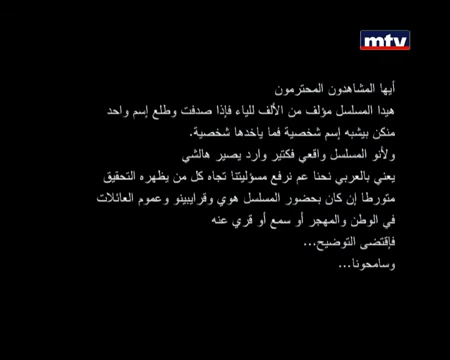 mtv
أيها المشاهدون المحترمون
هيدا المسلسل مؤلف من الألف للياء فإذا صدفت وطلع إسم واحد
منكن بيشبه إسم شخصية فما ياخدها شخصية.
ولأنو المسلسل واقعي فكتير وارد يصير هالشي
يعني بالعربي نحنا عم نرفع مسؤليتنا تجاه كل من يظهره التحقيق
متورطا إن كان بحضور المسلسل هوي وقرايبينو وعموم العائلات
في الوطن والمهجر أو سمع أو قري عنه
فإقتضى التوضيح...
وسامحونا...